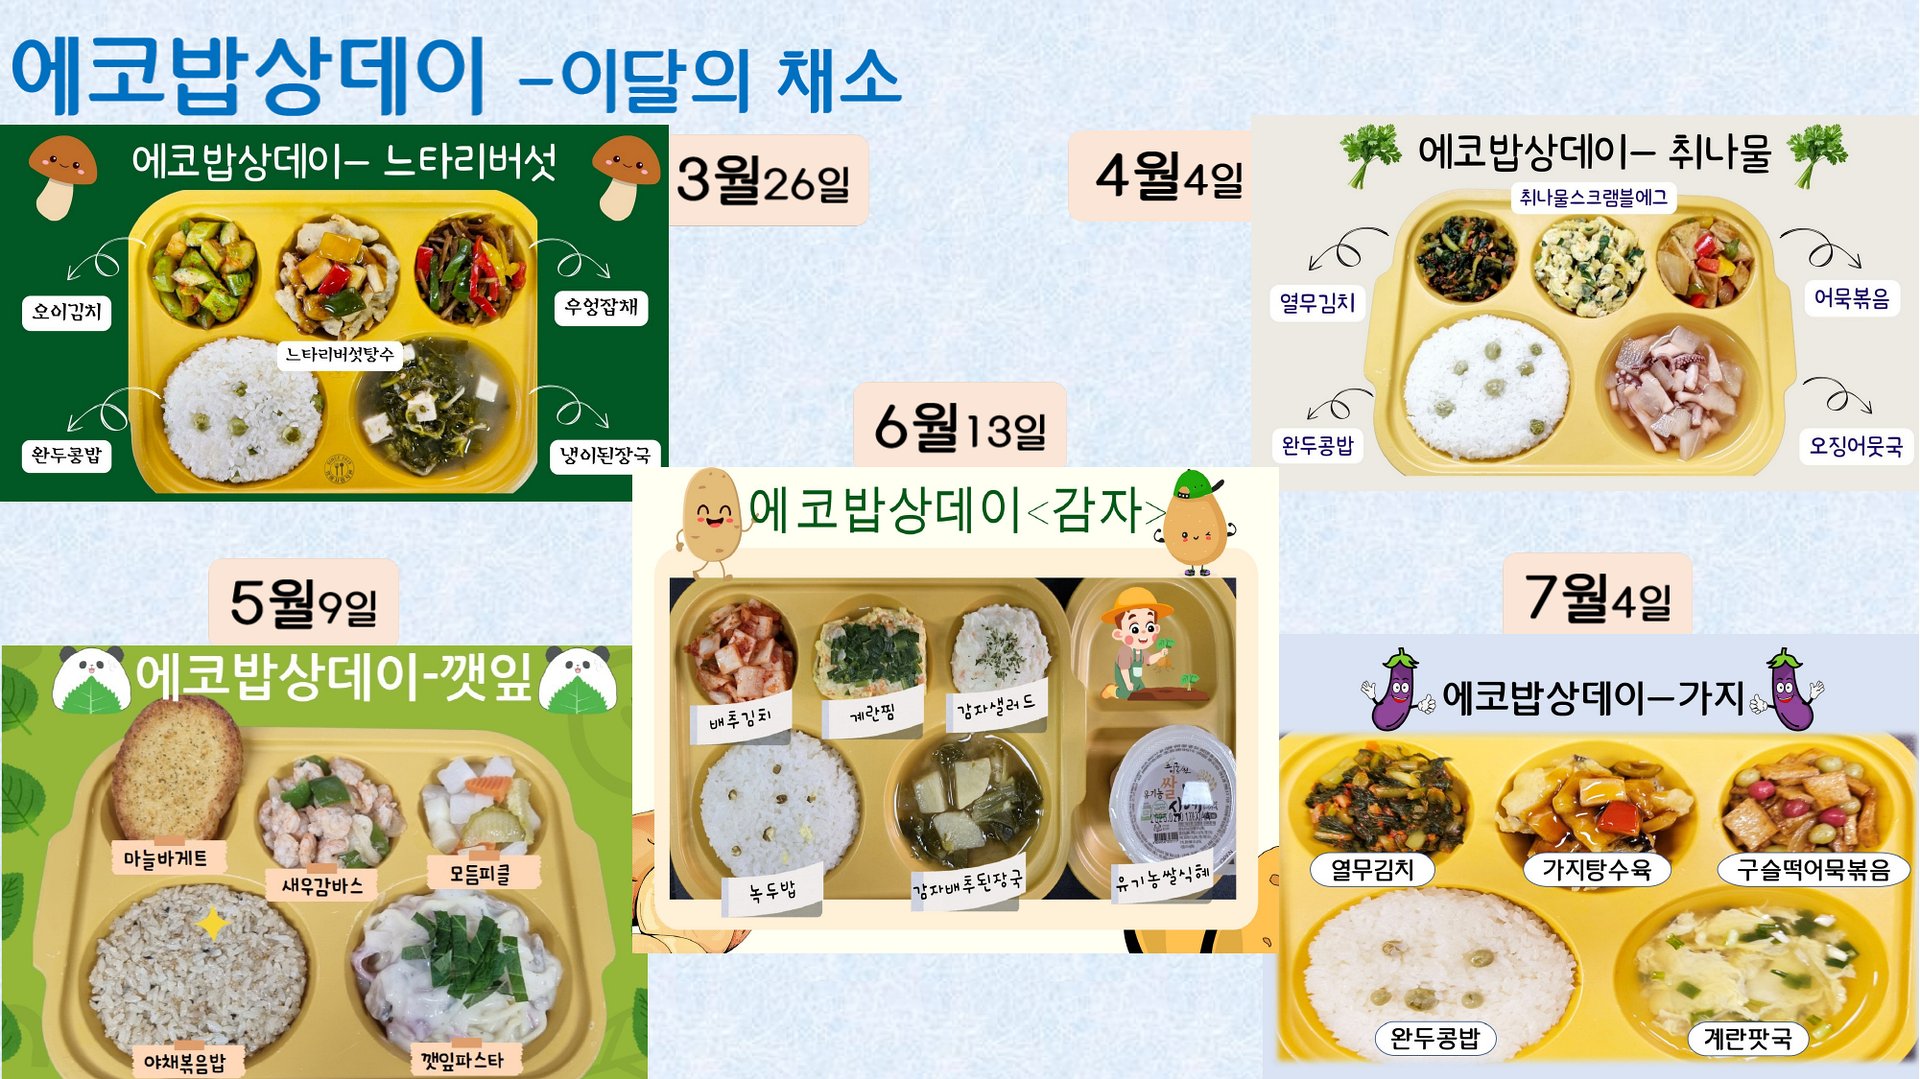 에코밥상데이 -이달의 채소
에코밥상데이- 느타리버섯
3월26일
오이김치
우엉잡채
느타리버섯탕수
완두콩밥
냉이된장국
4월4일
에코밥상데이- 취나물
취나물스크램블에그
열무김치
어묵볶음
완두콩밥
오징어뭇국
5월9일
에코밥상데이-깻잎
마늘바게트
새우감바스
모듬피클
야채볶음밥
깻잎파스타
6월13일
에코밥상데이<감자>
배추김치
계란찜
감자샐러드
녹두밥
감자배추된장국
유기농쌀식혜
유기농
쌀
7월4일
에코밥상데이-가지
열무김치
가지탕수육
구슬떡어묵볶음
완두콩밥
계란팟국